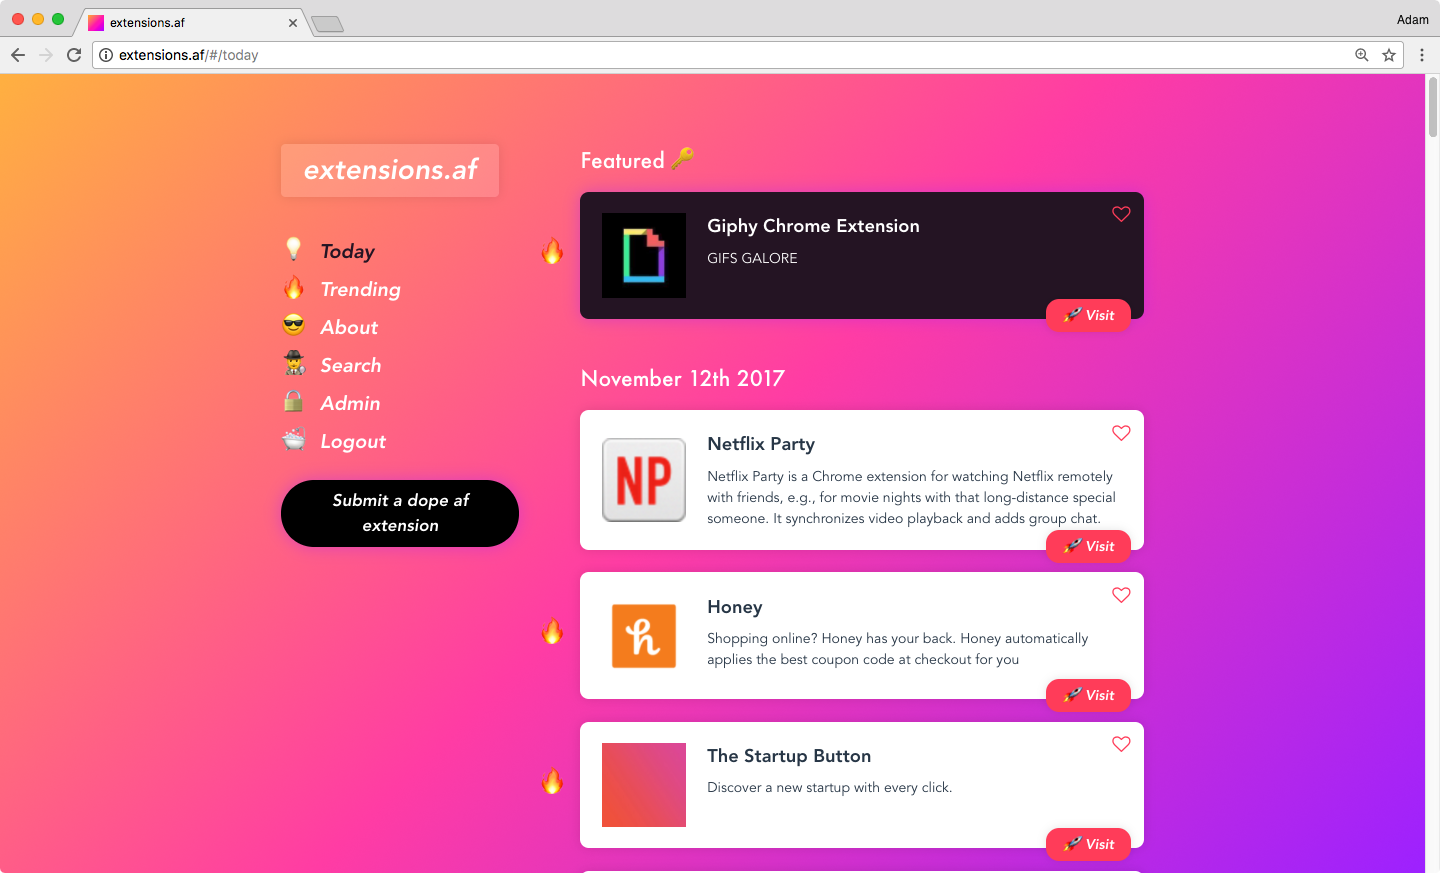 extensions.af
Adam
extensions.af/#/today
extensions.af
Today
Trending
About
Search
Admin
Logout
Submit a dope af
extension
Featured
Giphy Chrome Extension
GIFS GALORE
Visit
November 12th 2017
NP
Netflix Party
Netflix Party is a Chrome extension for watching Netflix remotely
with friends, e.g., for movie nights with that long-distance special
someone. It synchronizes video playback and adds group chat.
Visit
h
Honey
Shopping online? Honey has your back. Honey automatically
applies the best coupon code at checkout for you
Visit
The Startup Button
Discover a new startup with every click.
Visit